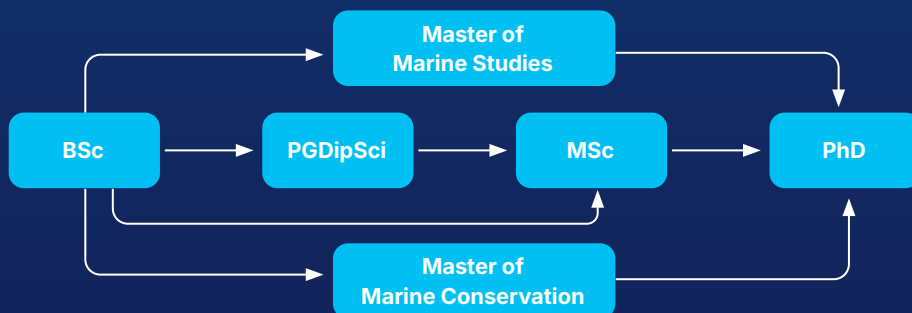 Master of
Marine Studies
BSc
PGDipSci
MSc
PhD
Master of
Marine Conservation